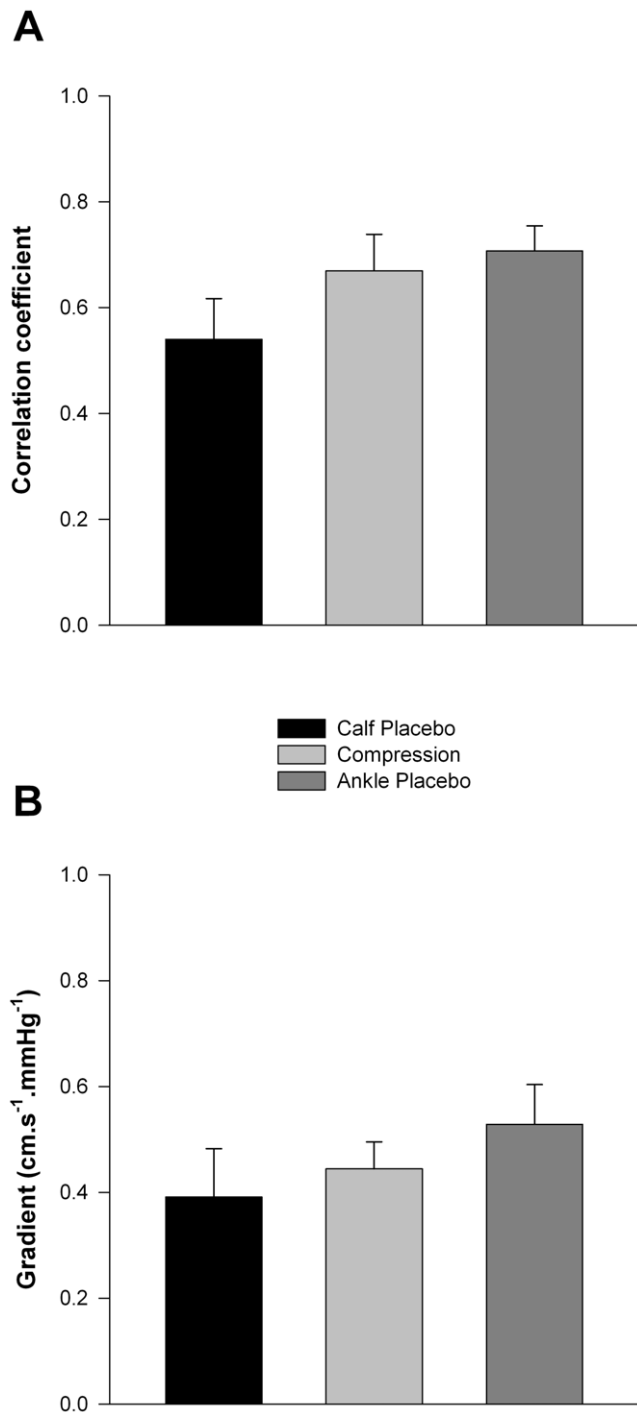 A
1.0
0.8
0.6
0.4
0.2
0.0
Correlation coefficient
Calf Placebo
Compression
Ankle Placebo
B
1.0
0.8
0.6
0.4
0.2
0.0
Gradient (cm.s⁻¹.mmHg⁻¹)